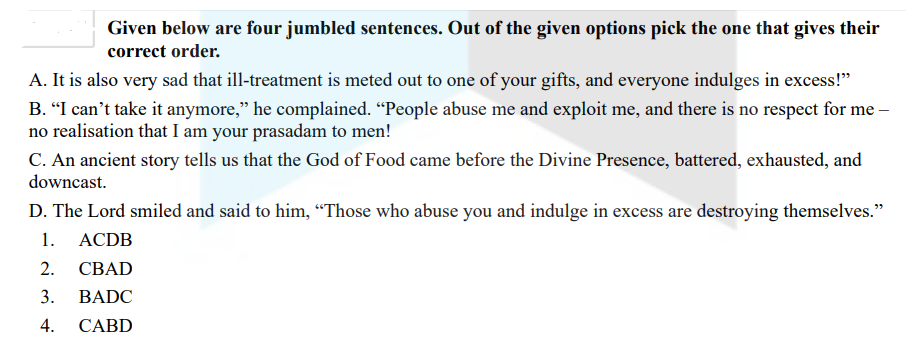 Given below are four jumbled sentences. Out of the given options pick the one that gives their
correct order.
A. It is also very sad that ill-treatment is meted out to one of your gifts, and everyone indulges in excess!”
B. “I can’t take it anymore,” he complained. “People abuse me and exploit me, and there is no respect for me –
no realisation that I am your prasadam to men!
C. An ancient story tells us that the God of Food came before the Divine Presence, battered, exhausted, and
downcast.
D. The Lord smiled and said to him, “Those who abuse you and indulge in excess are destroying themselves.”
1. ACDB
2. CBAD
3. BADC
4. CABD